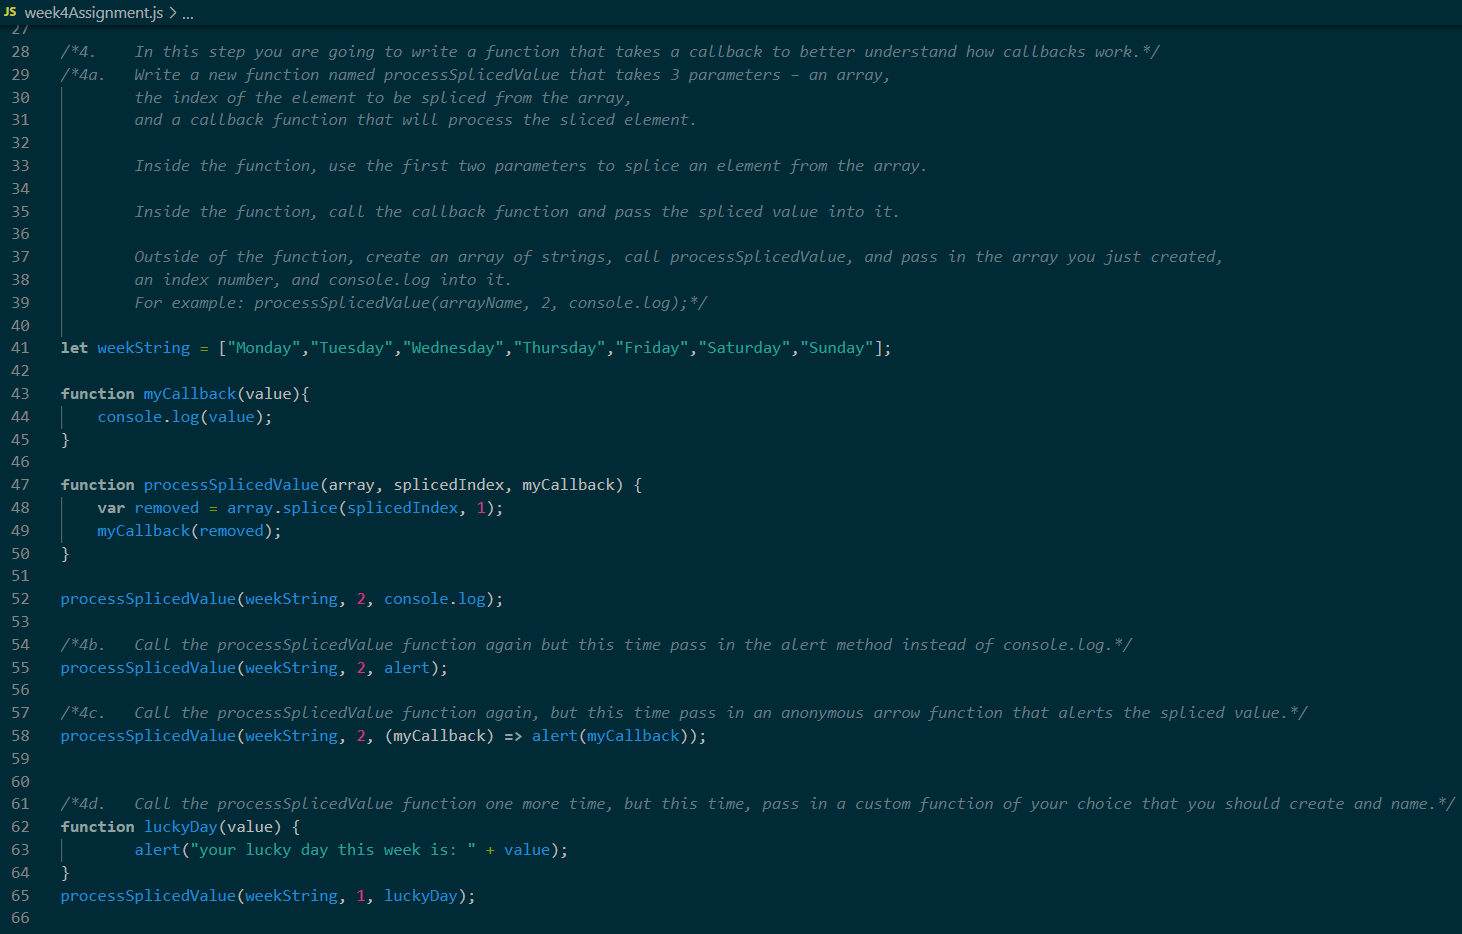 JS week4Assignment.js > ...
27
28 /*4. In this step you are going to write a function that takes a callback to better understand how callbacks work.*/
29 /*4a. Write a new function named processSplicedValue that takes 3 parameters – an array,
30 the index of the element to be spliced from the array,
31 and a callback function that will process the sliced element.
32
33 Inside the function, use the first two parameters to splice an element from the array.
34
35 Inside the function, call the callback function and pass the spliced value into it.
36
37 Outside of the function, create an array of strings, call processSplicedValue, and pass in the array you just created,
38 an index number, and console.log into it.
39 For example: processSplicedValue(arrayName, 2, console.log);*/
40
41 let weekString = ["Monday","Tuesday","Wednesday","Thursday","Friday","Saturday","Sunday"];
42
43 function myCallback(value){
44 console.log(value);
45 }
46
47 function processSplicedValue(array, splicedIndex, myCallback) {
48 var removed = array.splice(splicedIndex, 1);
49 myCallback(removed);
50 }
51
52 processSplicedValue(weekString, 2, console.log);
53
54 /*4b. Call the processSplicedValue function again but this time pass in the alert method instead of console.log.*/
55 processSplicedValue(weekString, 2, alert);
56
57 /*4c. Call the processSplicedValue function again, but this time pass in an anonymous arrow function that alerts the spliced value.*/
58 processSplicedValue(weekString, 2, (myCallback) => alert(myCallback));
59
60
61 /*4d. Call the processSplicedValue function one more time, but this time, pass in a custom function of your choice that you should create and name.*/
62 function luckyDay(value) {
63 alert("your lucky day this week is: " + value);
64 }
65 processSplicedValue(weekString, 1, luckyDay);
66